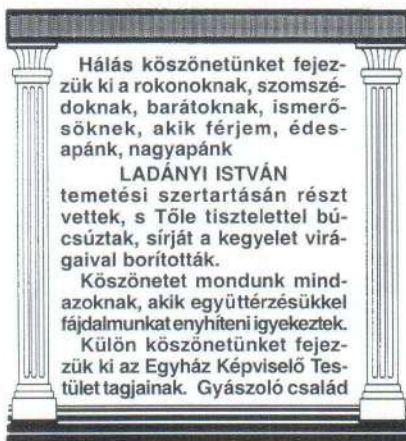 Hálás köszönetünket fejez-
zük ki a rokonoknak, szomszé-
doknak, barátoknak, ismerő-
söknek, akik férjem, édes-
apánk, nagyapánk
LADÁNYI ISTVÁN
temetési szertartásán részt
vettek, s Tőle tisztelettel bú-
csúztak, sírját a kegyelet virá-
gaival borították.
Köszönetet mondunk mind-
azoknak, akik együttérzésükkel
fájdalmunkat enyhíteni igyekeztek.
Külön köszönetünket fejez-
zük ki az Egyház Képviselő Tes-
tület tagjainak. Gyászoló család